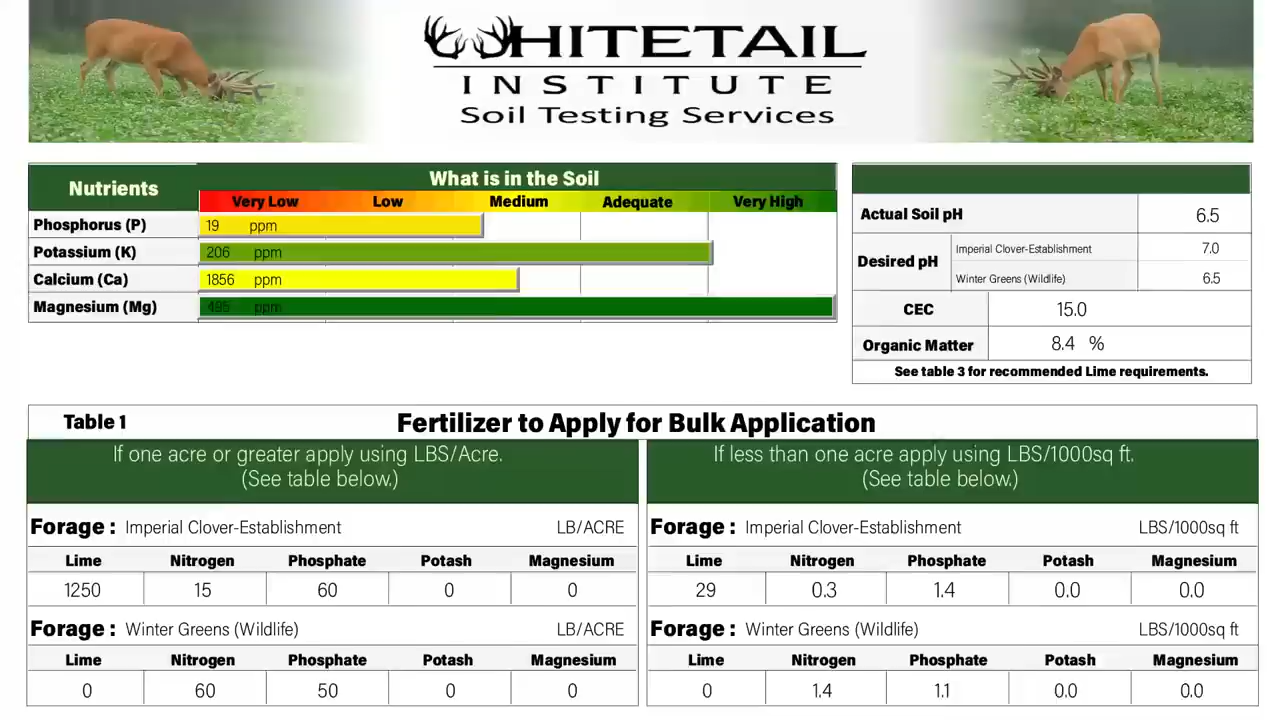 WHITETAIL
INSTITUTE
Soil Testing Services
Nutrients
What is in the Soil
Very Low Low Medium Adequate Very High
Phosphorus (P) 19 ppm
Potassium (K) 206 ppm
Calcium (Ca) 1856 ppm
Magnesium (Mg) 495 ppm
Actual Soil pH 6.5
Desired pH
Imperial Clover-Establishment 7.0
Winter Greens (Wildlife) 6.5
CEC 15.0
Organic Matter 8.4 %
See table 3 for recommended Lime requirements.
Table 1 Fertilizer to Apply for Bulk Application
If one acre or greater apply using LBS/Acre.
(See table below.)
Forage : Imperial Clover-Establishment LB/ACRE
Lime Nitrogen Phosphate Potash Magnesium
1250 15 60 0 0
Forage : Winter Greens (Wildlife) LB/ACRE
Lime Nitrogen Phosphate Potash Magnesium
0 60 50 0 0
If less than one acre apply using LBS/1000sq ft.
(See table below.)
Forage : Imperial Clover-Establishment LBS/1000sq ft
Lime Nitrogen Phosphate Potash Magnesium
29 0.3 1.4 0.0 0.0
Forage : Winter Greens (Wildlife) LBS/1000sq ft
Lime Nitrogen Phosphate Potash Magnesium
0 1.4 1.1 0.0 0.0